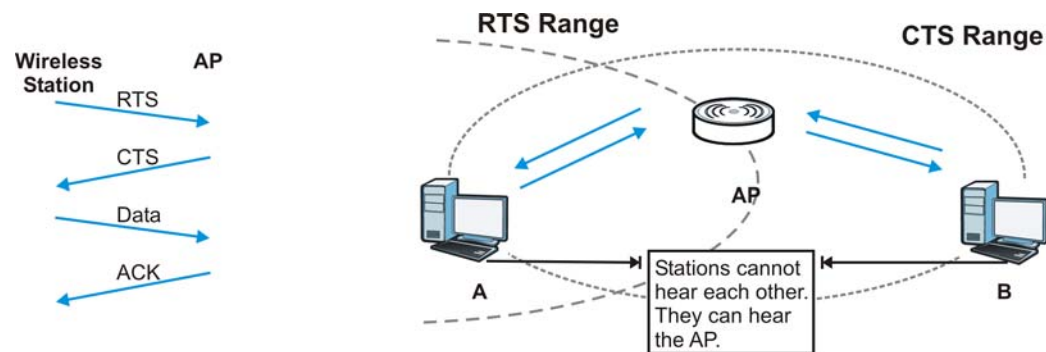 Wireless
Station
AP
RTS
CTS
Data
ACK
RTS Range
CTS Range
AP
A
B
Stations cannot
hear each other.
They can hear
the AP.